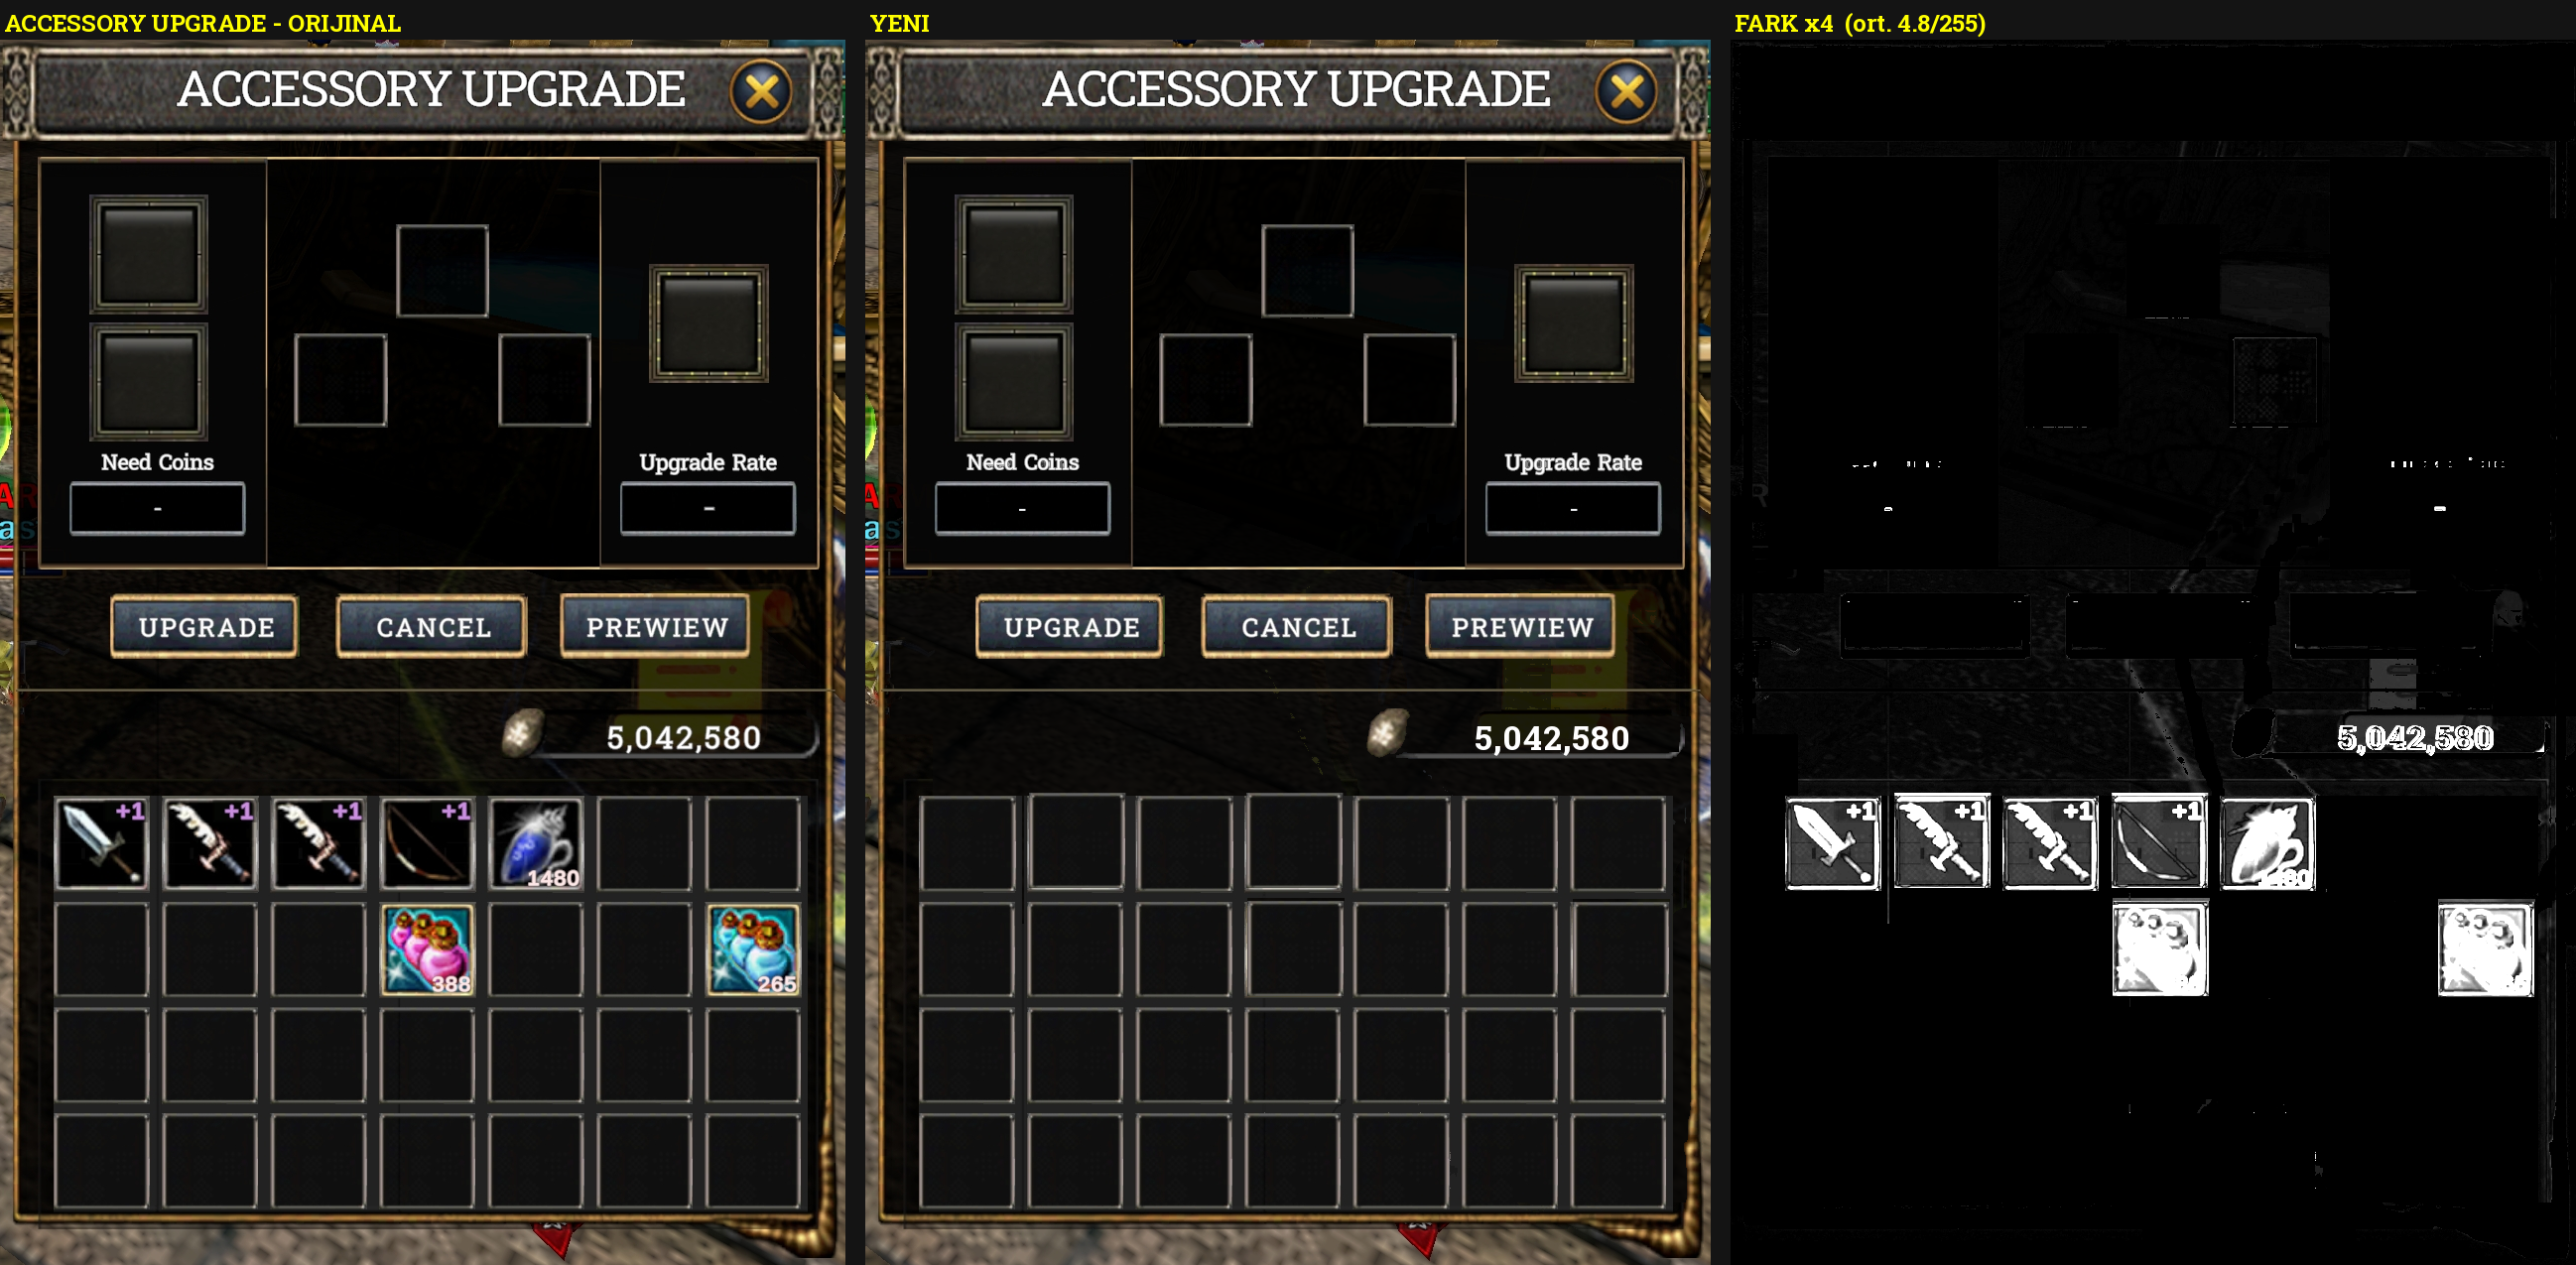 ACCESSORY UPGRADE - ORIJINAL
YENI
FARK x4 (ort. 4.8/255)
ACCESSORY UPGRADE
Need Coins
-
Upgrade Rate
-
UPGRADE
CANCEL
PREWIEW
5,042,580
+1
+1
+1
+1
1480
388
265
ACCESSORY UPGRADE
Need Coins
-
Upgrade Rate
-
UPGRADE
CANCEL
PREWIEW
5,042,580
5,042,580
+1
+1
+1
+1